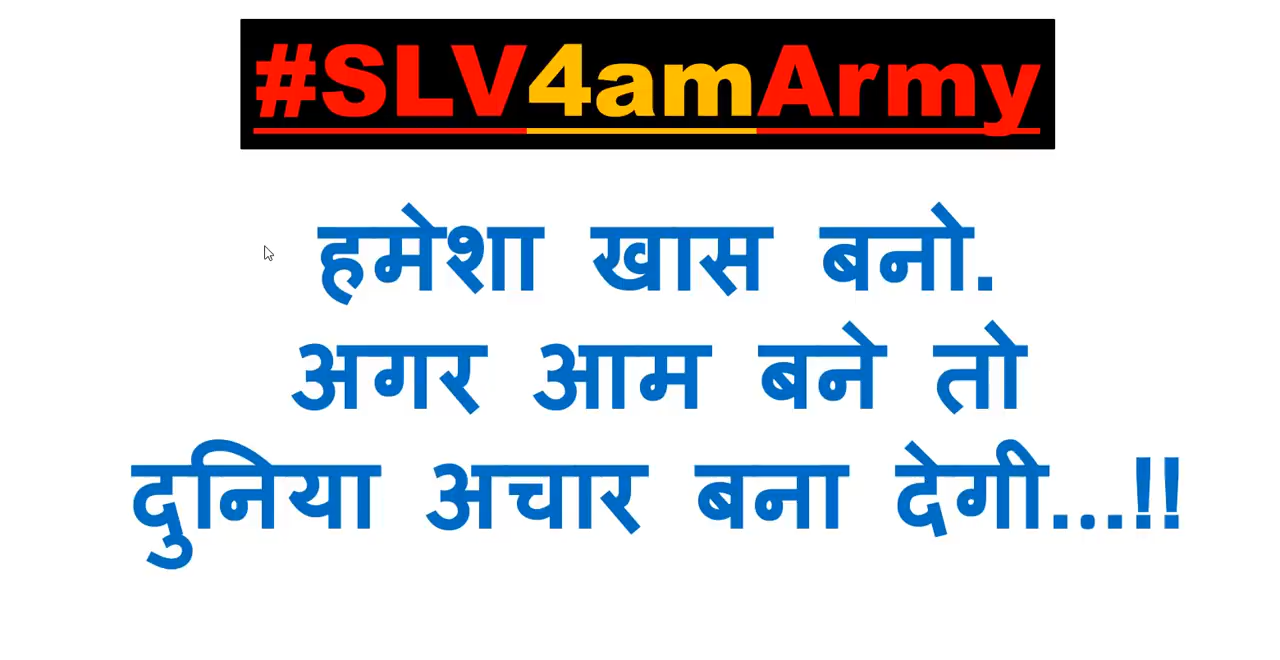 #SLV4amArmy
हमेशा खास बनो.
अगर आम बने तो
दुनिया अचार बना देगी...!!